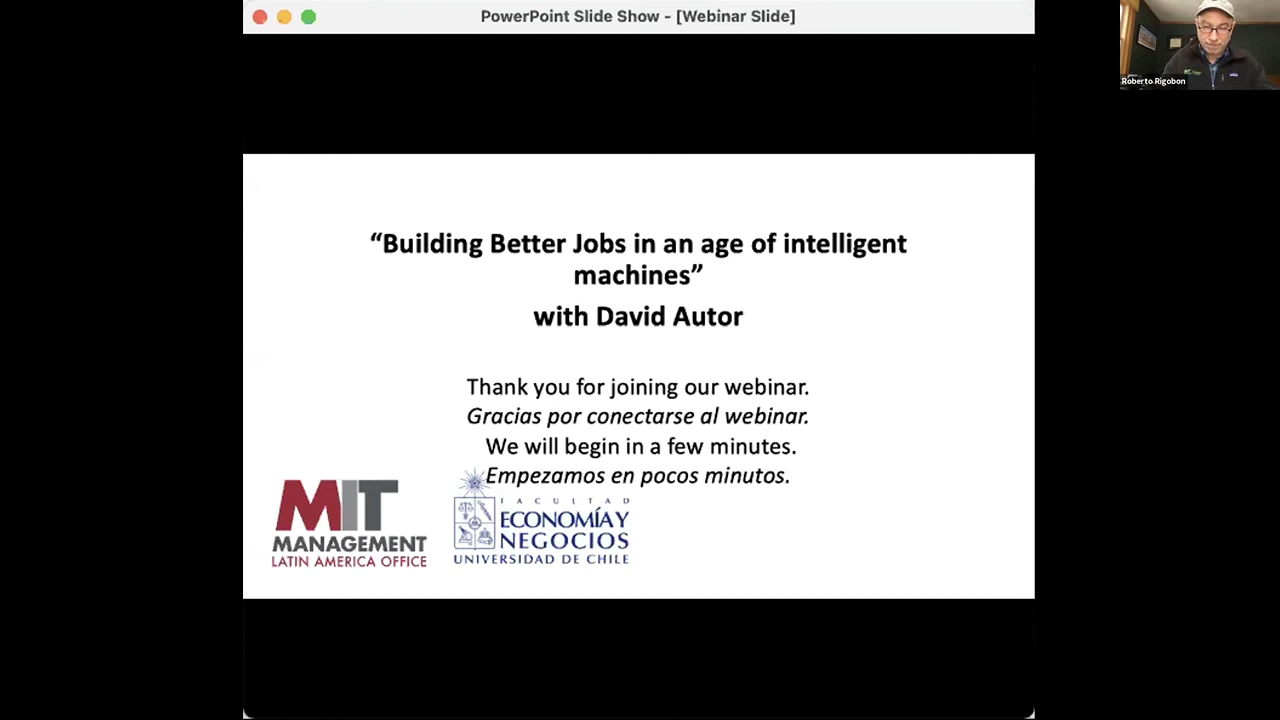 PowerPoint Slide Show - [Webinar Slide]
Roberto Rigobon
“Building Better Jobs in an age of intelligent
machines”
with David Autor
Thank you for joining our webinar.
Gracias por conectarse al webinar.
We will begin in a few minutes.
Empezamos en pocos minutos.
MIT
MANAGEMENT
LATIN AMERICA OFFICE
FACULTAD
ECONOMÍA Y
NEGOCIOS
UNIVERSIDAD DE CHILE